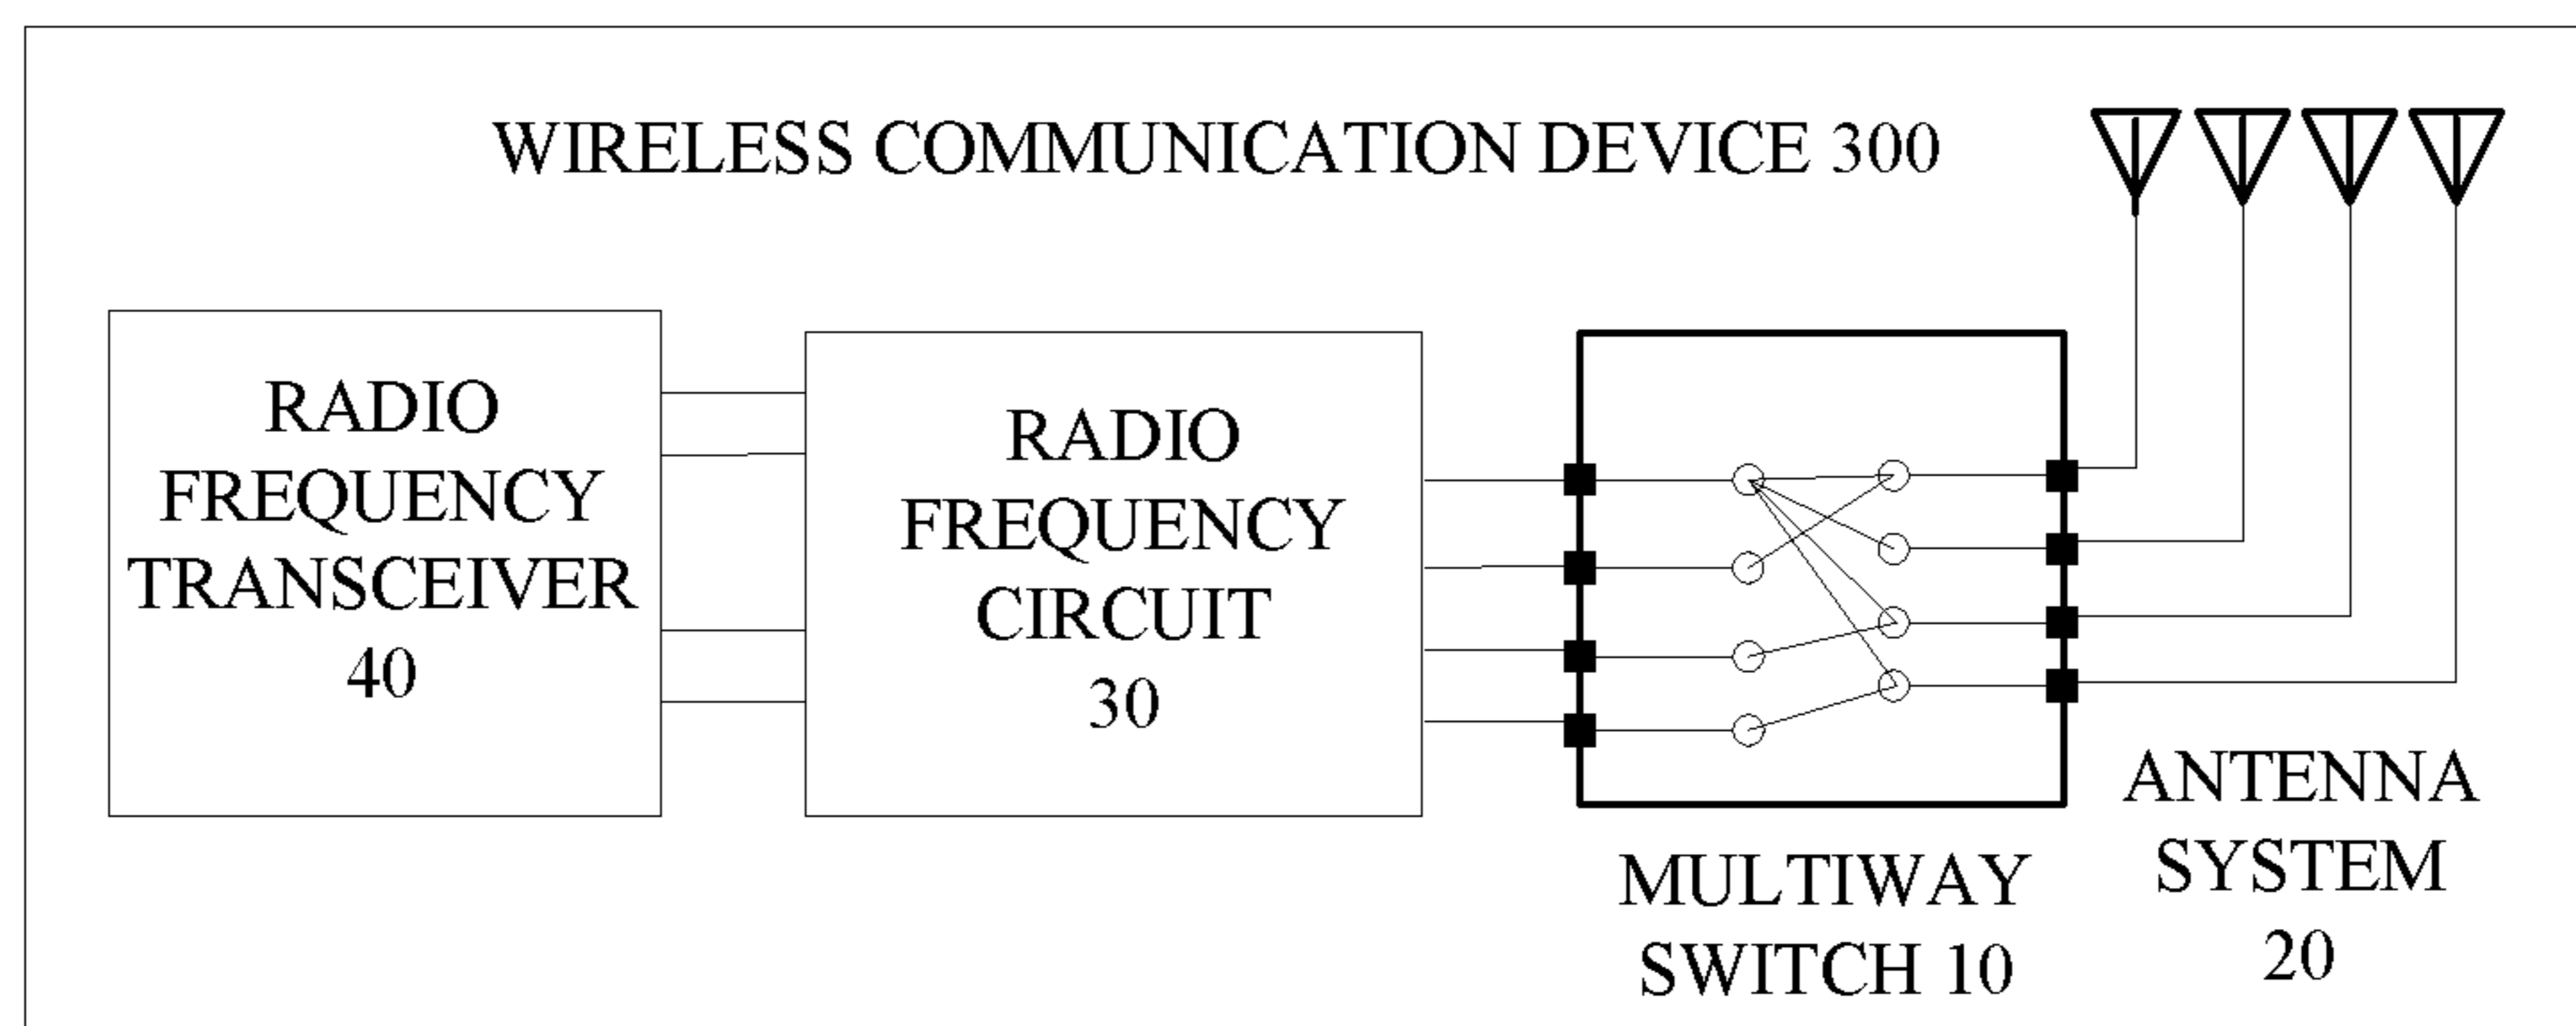 WIRELESS COMMUNICATION DEVICE 300
RADIO
FREQUENCY
TRANSCEIVER
40
RADIO
FREQUENCY
CIRCUIT
30
MULTIWAY
SWITCH 10
ANTENNA
SYSTEM
20